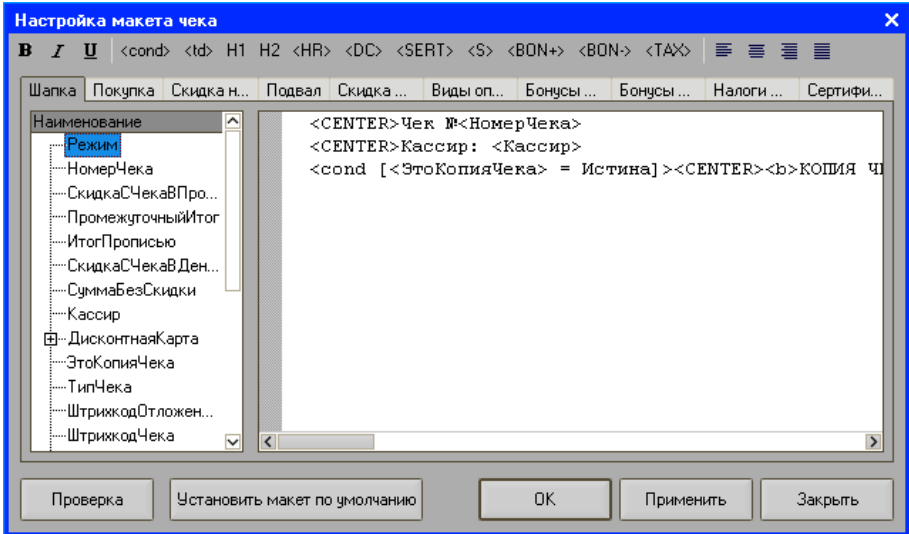 Настройка макета чека
B I U <cond> <td> H1 H2 <HR> <DC> <SERT> <S> <BON+> <BON-> <TAX>
Шапка Покупка Скидка н... Подвал Скидка ... Виды оп... Бонусы ... Бонусы ... Налоги ... Сертифи...
Наименование
Режим
НомерЧека
СкидкаСЧекаВПро...
ПромежуточныйИтог
ИтогПрописью
СкидкаСЧекаВДен...
СуммаБезСкидки
Кассир
ДисконтнаяКарта
ЭтоКопияЧека
ТипЧека
ШтрихкодОтложен...
ШтрихкодЧека
<CENTER>Чек №<НомерЧека>
<CENTER>Кассир: <Кассир>
<cond [<ЭтоКопияЧека> = Истина]><CENTER><b>КОПИЯ
Проверка Установить макет по умолчанию OK Применить Закрыть